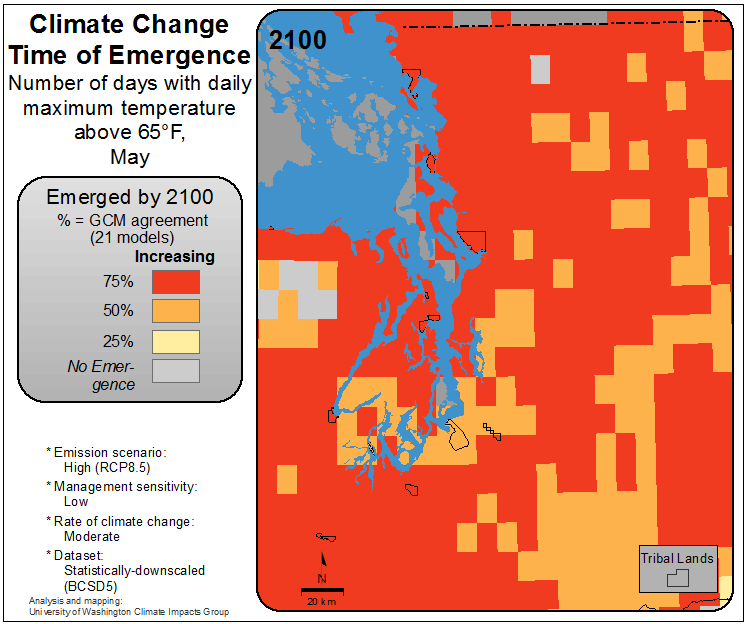 Climate Change
Time of Emergence
Number of days with daily
maximum temperature
above 65°F,
May
Emerged by 2100
% = GCM agreement
(21 models)
Increasing
75%
50%
25%
No Emer-
gence
* Emission scenario:
High (RCP8.5)
* Management sensitivity:
Low
* Rate of climate change:
Moderate
* Dataset:
Statistically-downscaled
(BCSD5)
Analysis and mapping:
University of Washington Climate Impacts Group
2100
N
20 km
Tribal Lands